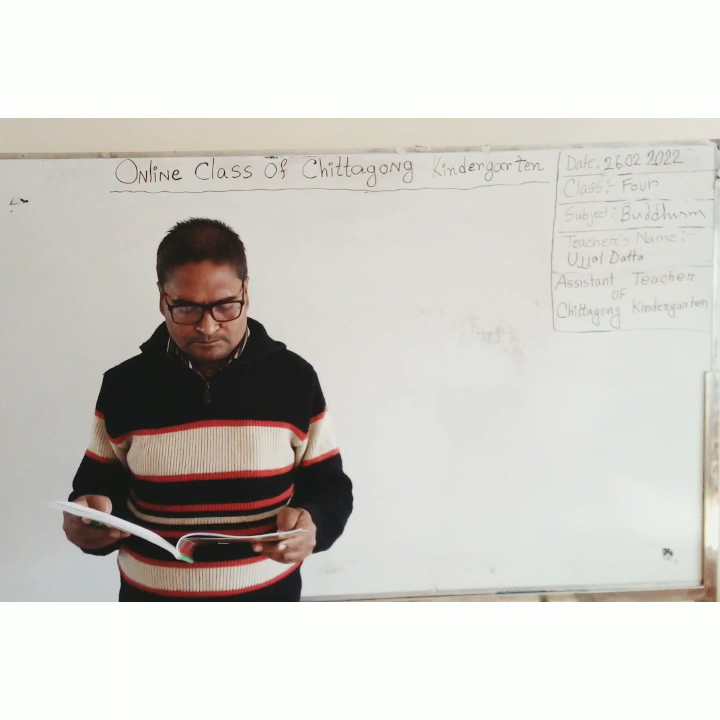 Online Class Of Chittagong Kindergarten
Date. 26.02.2022
Class:- Four
Subject:- Buddhism
Teacher's Name:-
Ujjal Datta
Assistant Teacher
OF
Chittagong Kindergarten